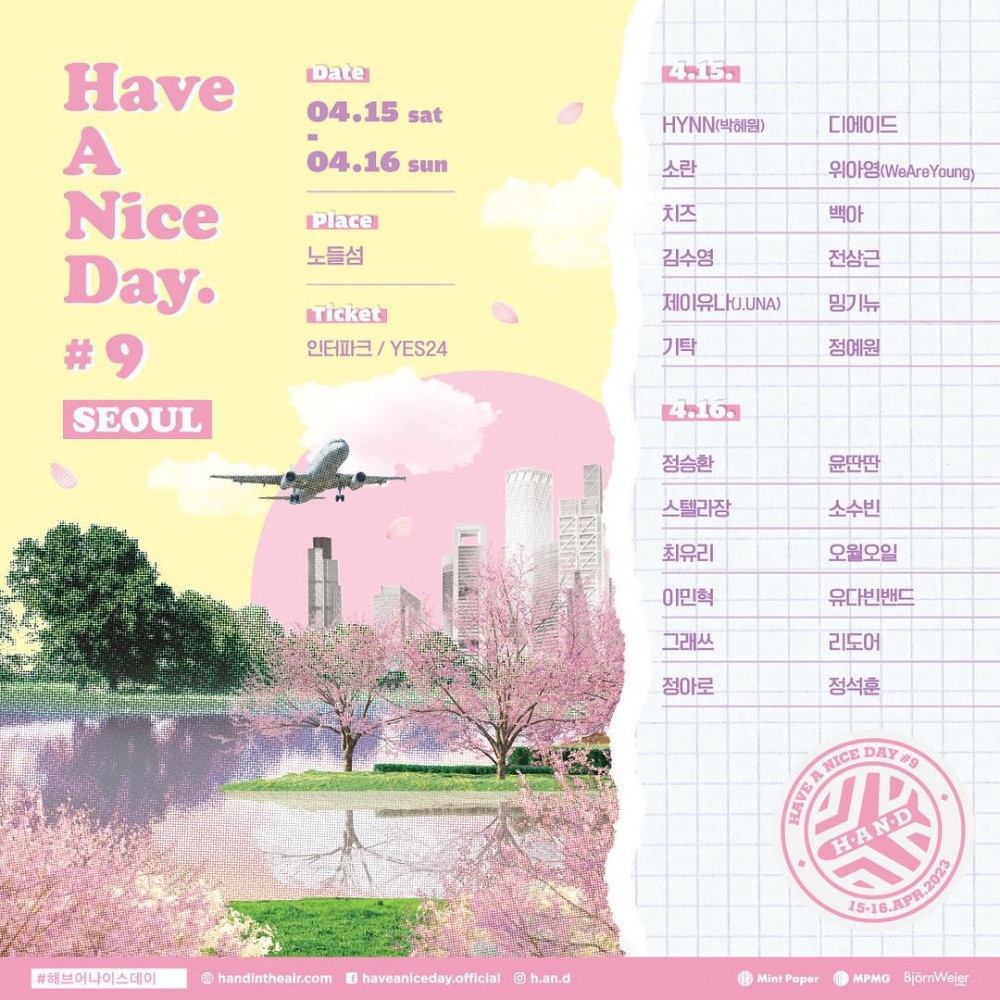 Have
A
Nice
Day.
#9
SEOUL
Date
04.15 sat
-
04.16 sun
Place
노들섬
Ticket
인터파크 / YES24
4.15.
HYNN(박혜원) 디에이드
소란 위아영(WeAreYoung)
치즈 백아
김수영 전상근
제이유나(J.UNA) 밍기뉴
기탁 정예원
4.16.
정승환 윤딴딴
스텔라장 소수빈
최유리 오월오일
이민혁 유다빈밴드
그래쓰 리도어
정아로 정석훈
HAVE A NICE DAY #9
H·A·N·D
15-16.APR.2023
#해브어나이스데이 handintheair.com haveaniceday.official h.an.d Mint Paper MPMG BjörnWeier